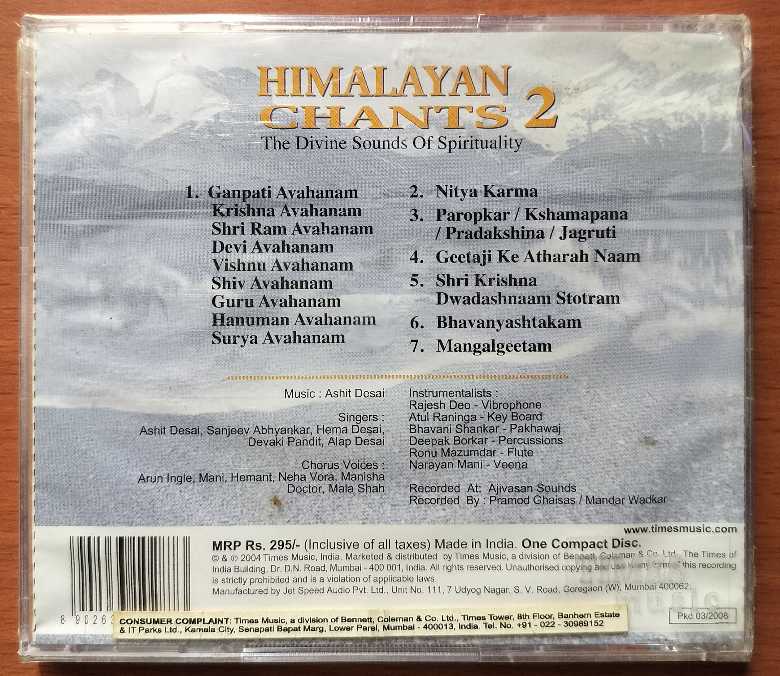 HIMALAYAN
CHANTS 2
The Divine Sounds Of Spirituality
1. Ganpati Avahanam
Krishna Avahanam
Shri Ram Avahanam
Devi Avahanam
Vishnu Avahanam
Shiv Avahanam
Guru Avahanam
Hanuman Avahanam
Surya Avahanam
2. Nitya Karma
3. Paropkar / Kshamapana
/ Pradakshina / Jagruti
4. Geetaji Ke Atharah Naam
5. Shri Krishna
Dwadashnaam Stotram
6. Bhavanyashtakam
7. Mangalgeetam
Music : Ashit Desai
Singers :
Ashit Desai, Sanjeev Abhyankar, Hema Desai,
Devaki Pandit, Alap Desai
Chorus Voices :
Arun Ingle, Mani, Hemant, Neha Vora, Manisha
Doctor, Mala Shah
Instrumentalists :
Rajesh Deo - Vibrophone
Atul Raninga - Key Board
Bhavani Shankar - Pakhawaj
Deepak Borkar - Percussions
Ronu Mazumdar - Flute
Narayan Mani - Veena
Recorded At: Ajivasan Sounds
Recorded By : Pramod Ghaisas / Mandar Wadkar
www.timesmusic.com
MRP Rs. 295/- (Inclusive of all taxes) Made in India. One Compact Disc.
℗ & © 2004 Times Music, India. Marketed & distributed by Times Music, a division of Bennett, Coleman & Co. Ltd., The Times of
India Building, Dr. D.N. Road, Mumbai - 400 001, India. All rights reserved. Unauthorised copying and use in any form of this recording
is strictly prohibited and is a violation of applicable laws
Manufactured by Jet Speed Audio Pvt. Ltd., Unit No. 111, 7 Udyog Nagar, S. V. Road, Goregaon (W), Mumbai 400062.
8 90263
CONSUMER COMPLAINT: Times Music, a division of Bennett, Coleman & Co. Ltd., Times Tower, 8th Floor, Banhem Estate
& IT Parks Ltd., Kamala City, Senapati Bapat Marg, Lower Parel, Mumbai - 400013, India. Tel. No. +91 - 022 - 30989152
Pkd 03/2008